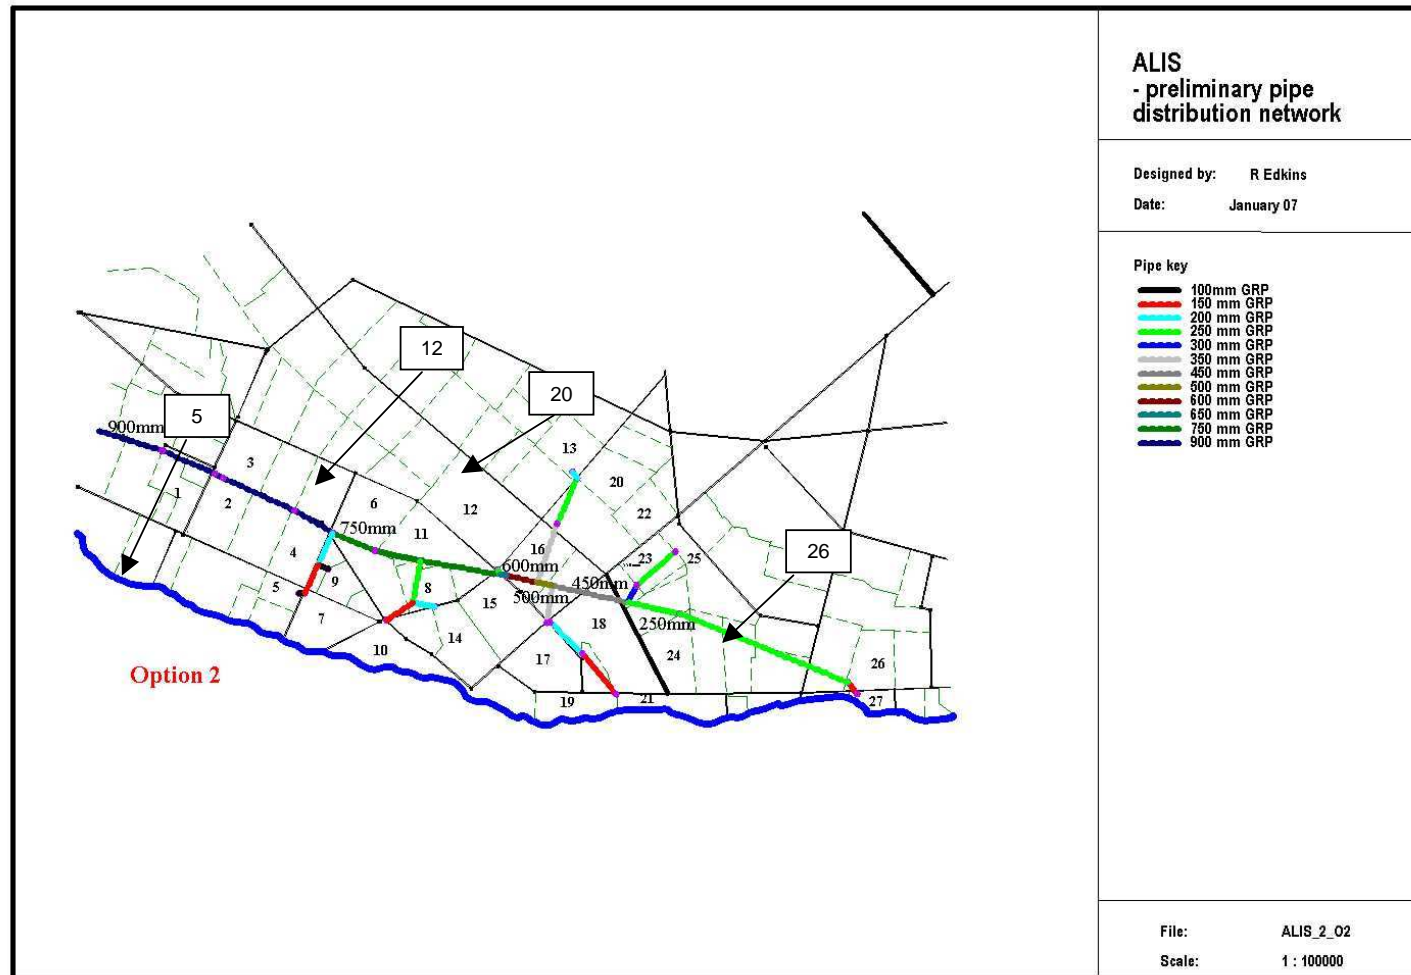 ALIS
- preliminary pipe
distribution network
Designed by: R Edkins
Date: January 07
Pipe key
100mm GRP
150 mm GRP
200 mm GRP
250 mm GRP
300 mm GRP
350 mm GRP
450 mm GRP
500 mm GRP
600 mm GRP
650 mm GRP
750 mm GRP
900 mm GRP
12
20
5
900mm
13
3
20
1
2
6
12
22
750mm
11
4
16
23
25
26
600mm
9
8
450mm
5
15
500mm
7
18
250mm
14
10
17
24
26
Option 2
19
21
27
File: ALIS_2_O2
Scale: 1 : 100000